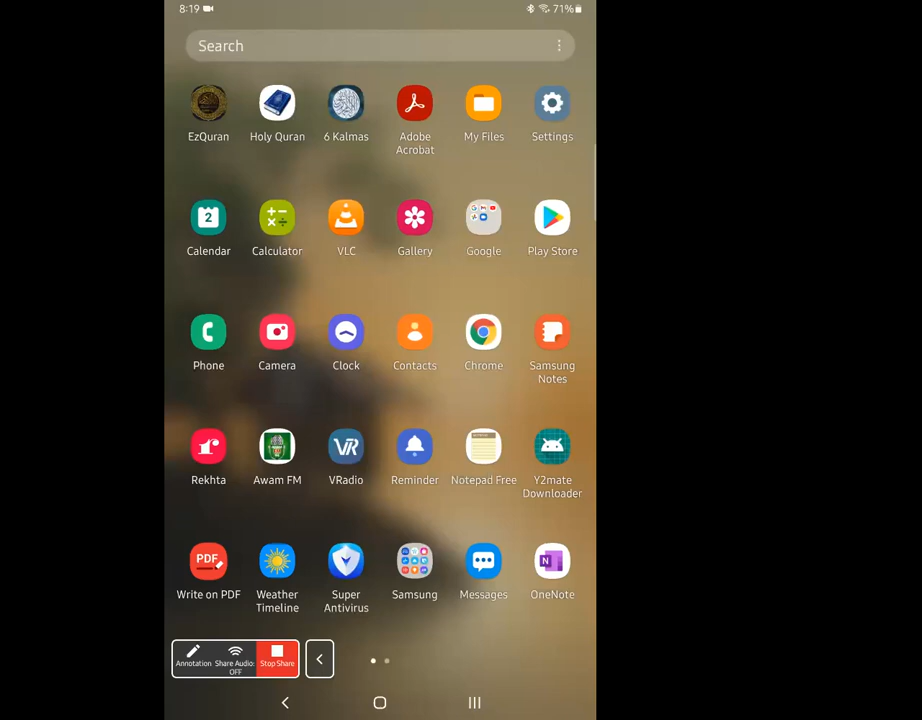 8:19
71%
Search
EzQuran
Holy Quran
6 Kalmas
Adobe
Acrobat
My Files
Settings
2
Calendar
Calculator
VLC
Gallery
Google
Play Store
Phone
Camera
Clock
Contacts
Chrome
Samsung
Notes
VR
Rekhta
Awam FM
VRadio
Reminder
Notepad Free
Y2mate
Downloader
PDF
N
Write on PDF
Weather
Timeline
Super
Antivirus
Samsung
Messages
OneNote
Annotation
Share Audio:
OFF
Stop Share